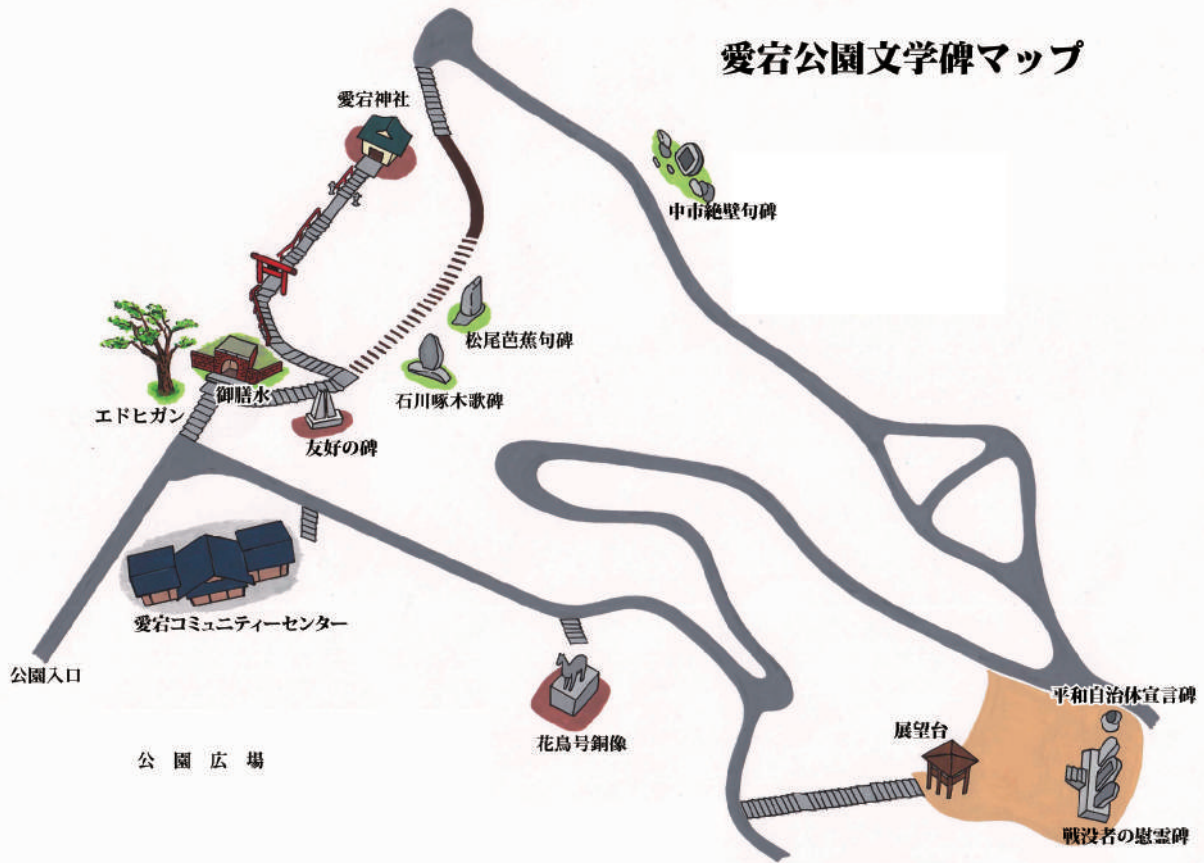 愛宕公園文学碑マップ
愛宕神社
中市絶壁句碑
松尾芭蕉句碑
石川啄木歌碑
御膳水
エドヒガン
友好の碑
愛宕コミュニティーセンター
公園入口
平和自治体宣言碑
展望台
花鳥号銅像
公園広場
戦没者の慰霊碑